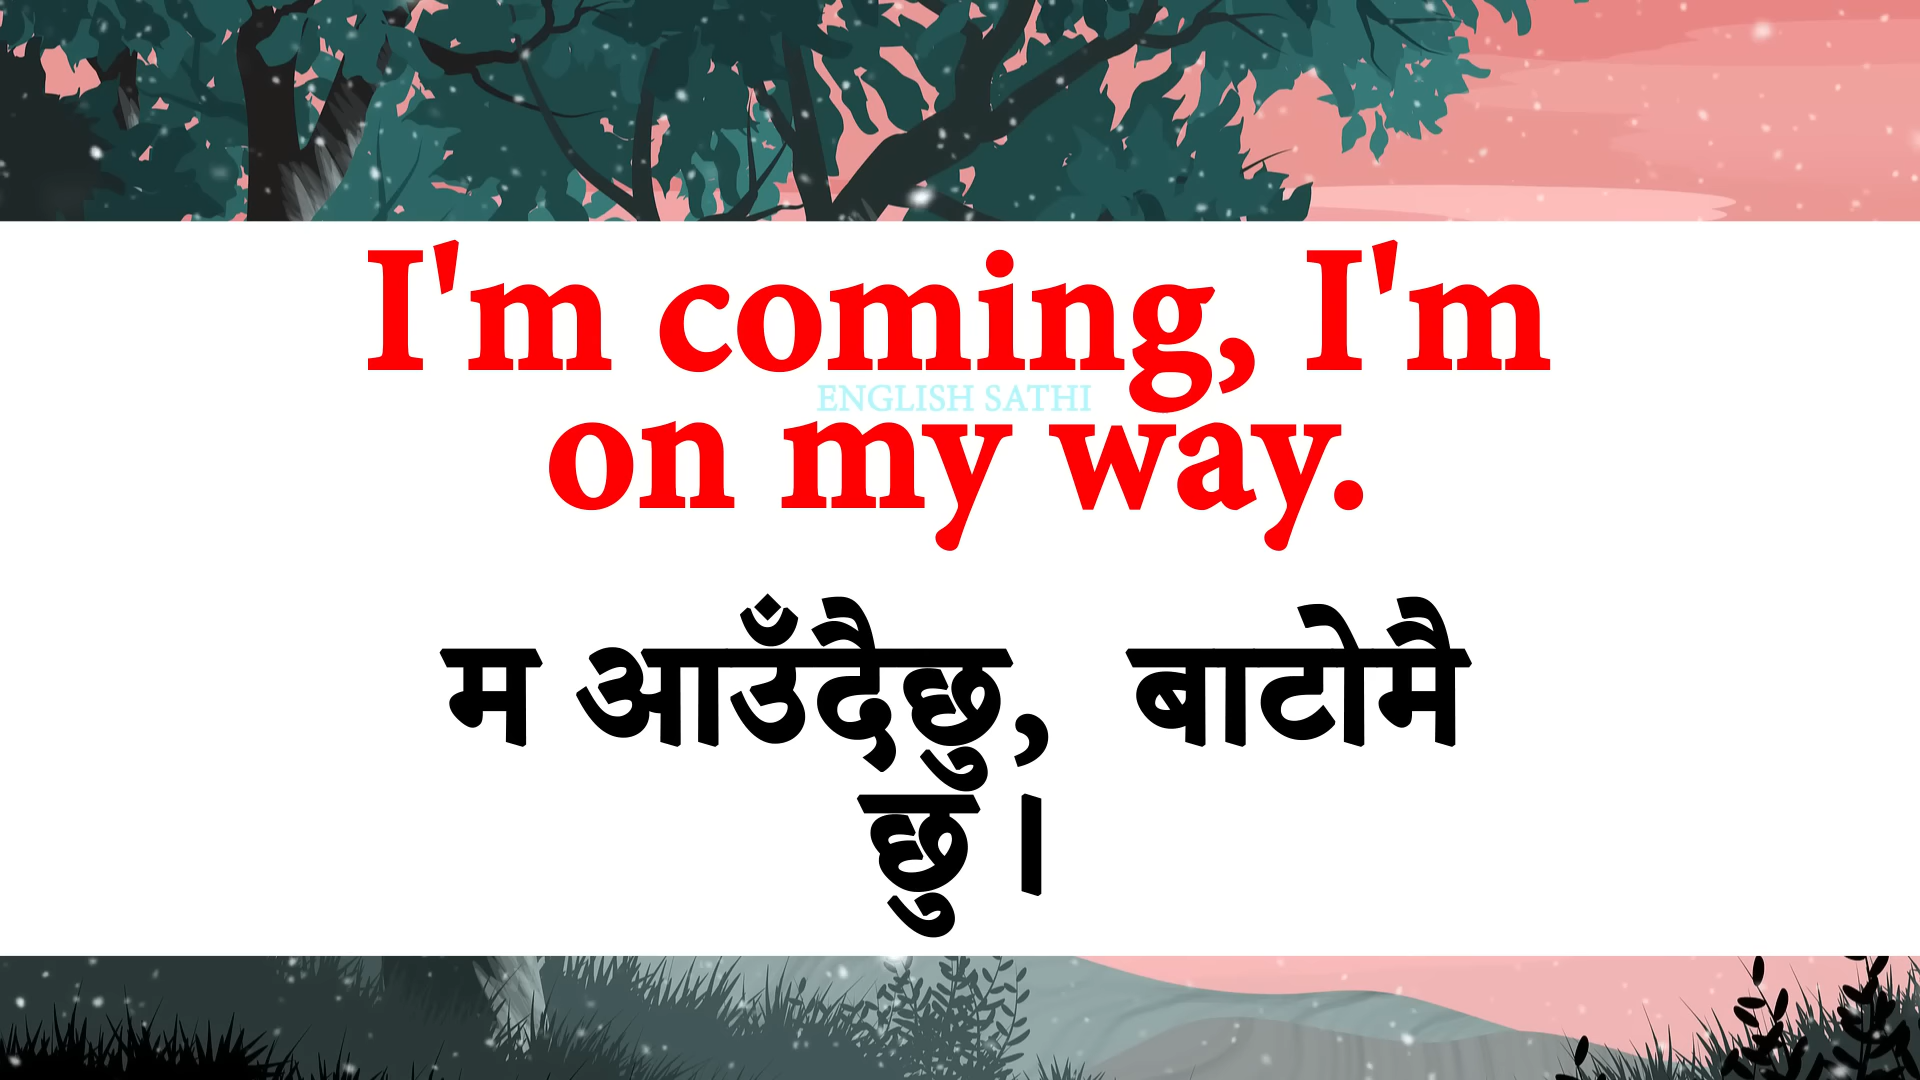 I'm coming, I'm
ENGLISH SATHI
on my way.
म आउँदैछु, बाटोमै
छु ।